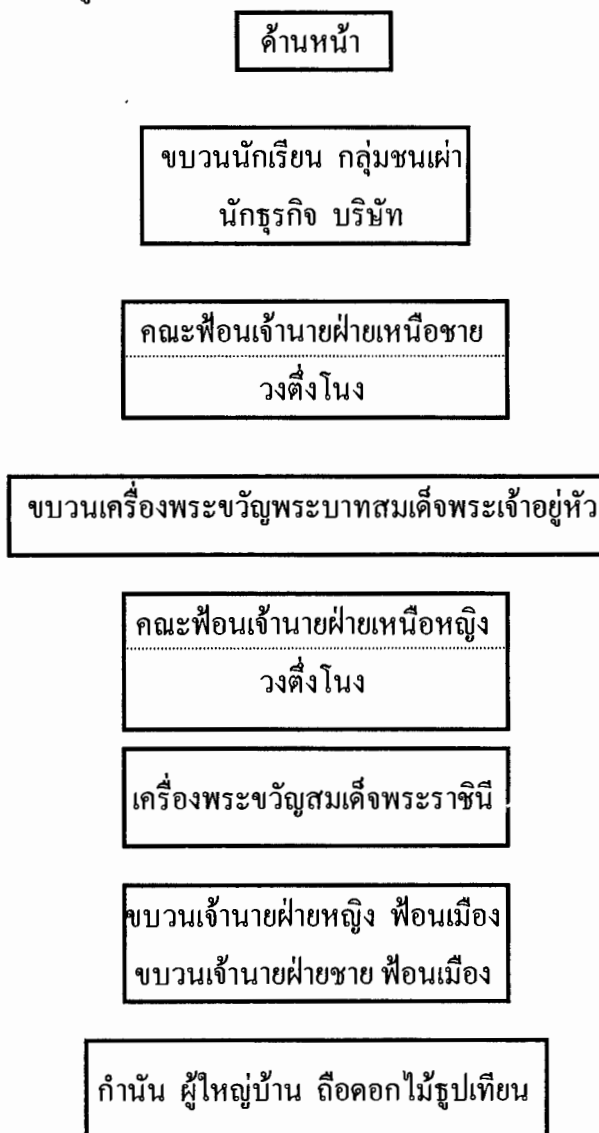 ด้านหน้า
ขบวนนักเรียน กลุ่มชนเผ่า
นักธุรกิจ บริษัท
คณะฟ้อนเจ้านายฝ่ายเหนือชาย
วงตึ่งโนง
ขบวนเครื่องพระขวัญพระบาทสมเด็จพระเจ้าอยู่หัว
คณะฟ้อนเจ้านายฝ่ายเหนือหญิง
วงตึ่งโนง
เครื่องพระขวัญสมเด็จพระราชินี
ขบวนเจ้านายฝ่ายหญิง ฟ้อนเมือง
ขบวนเจ้านายฝ่ายชาย ฟ้อนเมือง
กำนัน ผู้ใหญ่บ้าน ถือดอกไม้ธูปเทียน